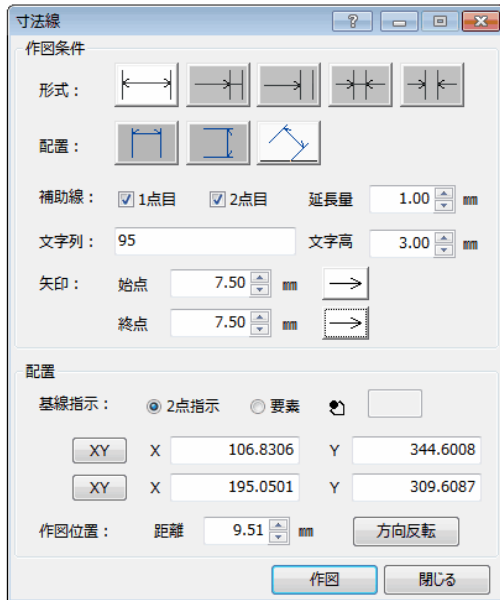 寸法線
作図条件
形式：
配置：
補助線： 1点目 2点目 延長量 1.00 mm
文字列： 95 文字高 3.00 mm
矢印： 始点 7.50 mm
終点 7.50 mm
配置
基線指示： 2点指示 要素
XY X 106.8306 Y 344.6008
XY X 195.0501 Y 309.6087
作図位置： 距離 9.51 mm 方向反転
作図 閉じる